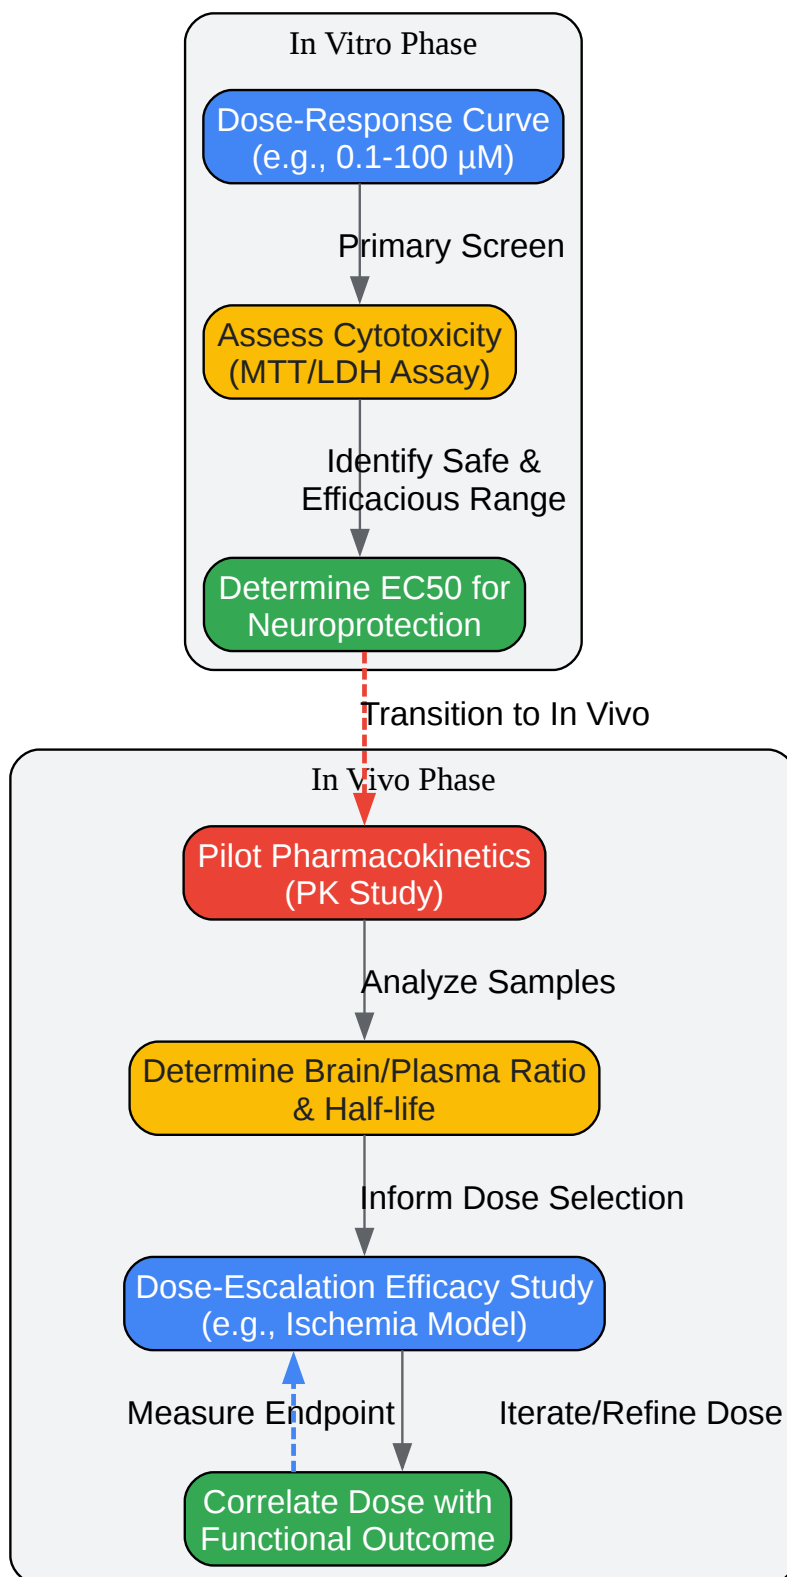 In Vitro Phase
Dose-Response Curve
(e.g., 0.1-100 µM)
Primary Screen
Assess Cytotoxicity
(MTT/LDH Assay)
Identify Safe &
Efficacious Range
Determine EC50 for
Neuroprotection
Transition to In Vivo
In Vivo Phase
Pilot Pharmacokinetics
(PK Study)
Analyze Samples
Determine Brain/Plasma Ratio
& Half-life
Inform Dose Selection
Dose-Escalation Efficacy Study
(e.g., Ischemia Model)
Measure Endpoint
Iterate/Refine Dose
Correlate Dose with
Functional Outcome